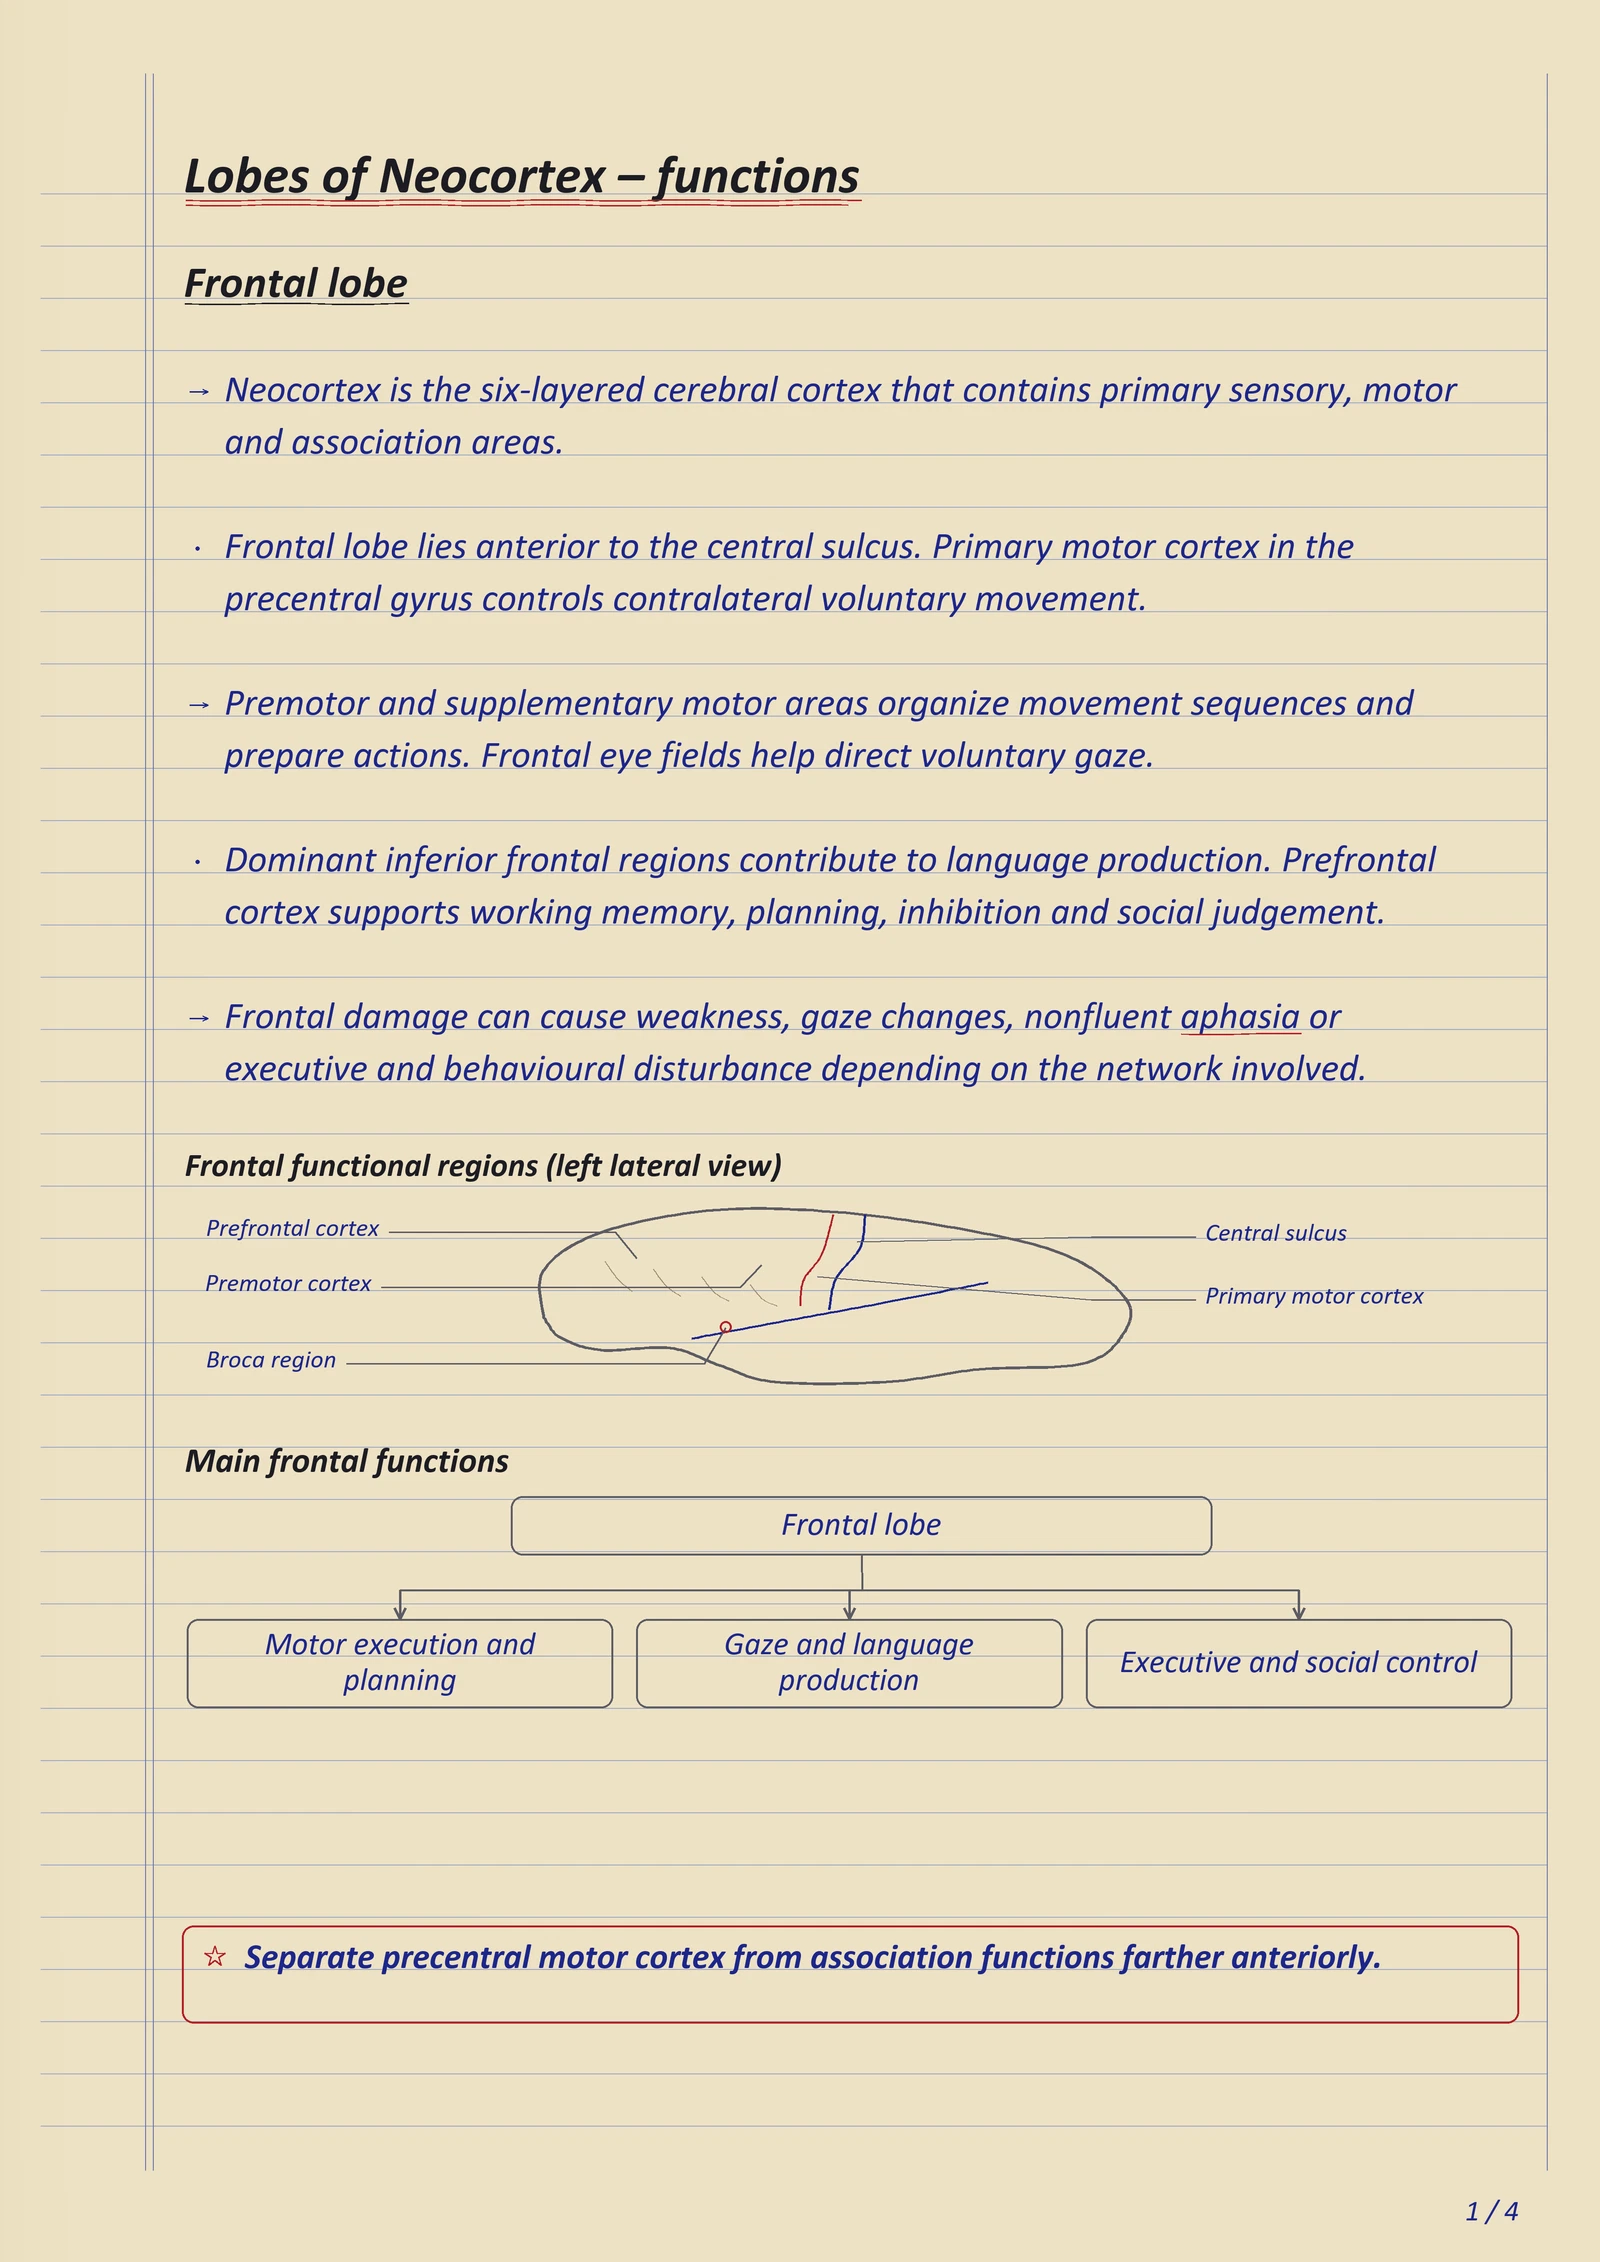 Lobes of Neocortex – functions
Frontal lobe
→ Neocortex is the six-layered cerebral cortex that contains primary sensory, motor
and association areas.
· Frontal lobe lies anterior to the central sulcus. Primary motor cortex in the
precentral gyrus controls contralateral voluntary movement.
→ Premotor and supplementary motor areas organize movement sequences and
prepare actions. Frontal eye fields help direct voluntary gaze.
· Dominant inferior frontal regions contribute to language production. Prefrontal
cortex supports working memory, planning, inhibition and social judgement.
→ Frontal damage can cause weakness, gaze changes, nonfluent aphasia or
executive and behavioural disturbance depending on the network involved.
Frontal functional regions (left lateral view)
Prefrontal cortex
Premotor cortex
Broca region
Central sulcus
Primary motor cortex
Main frontal functions
Frontal lobe
Motor execution and
planning
Gaze and language
production
Executive and social control
☆ Separate precentral motor cortex from association functions farther anteriorly.
1 / 4